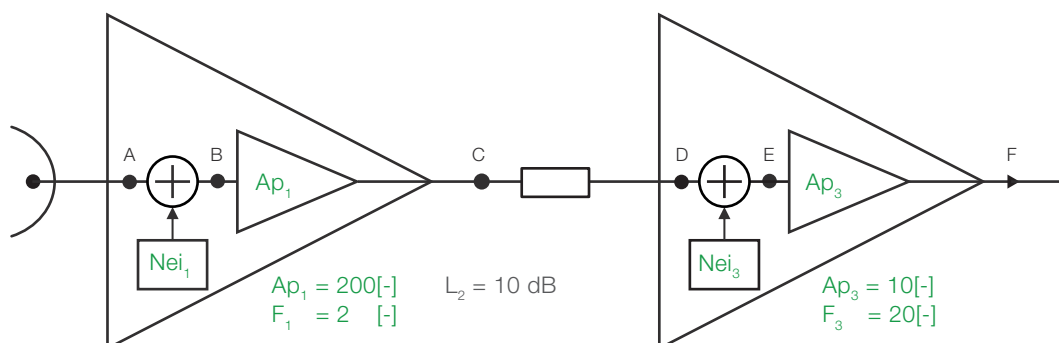 A
B
C
D
E
F
Ap₁
Ap₃
Nei₁
Nei₃
Ap₁ = 200[-]
F₁ = 2 [-]
L₂ = 10 dB
Ap₃ = 10[-]
F₃ = 20[-]